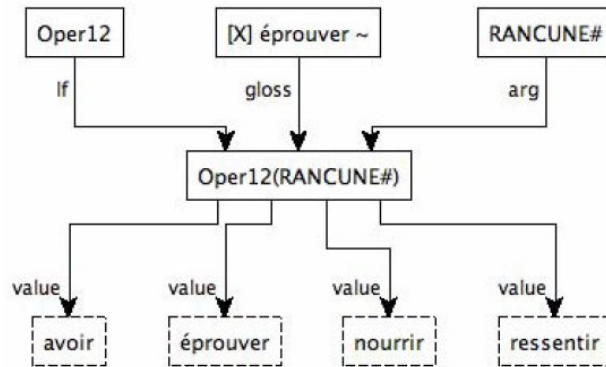 Oper12
[X] éprouver ~
RANCUNE#
lf
gloss
arg
Oper12(RANCUNE#)
value
value
value
value
avoir
éprouver
nourrir
ressentir